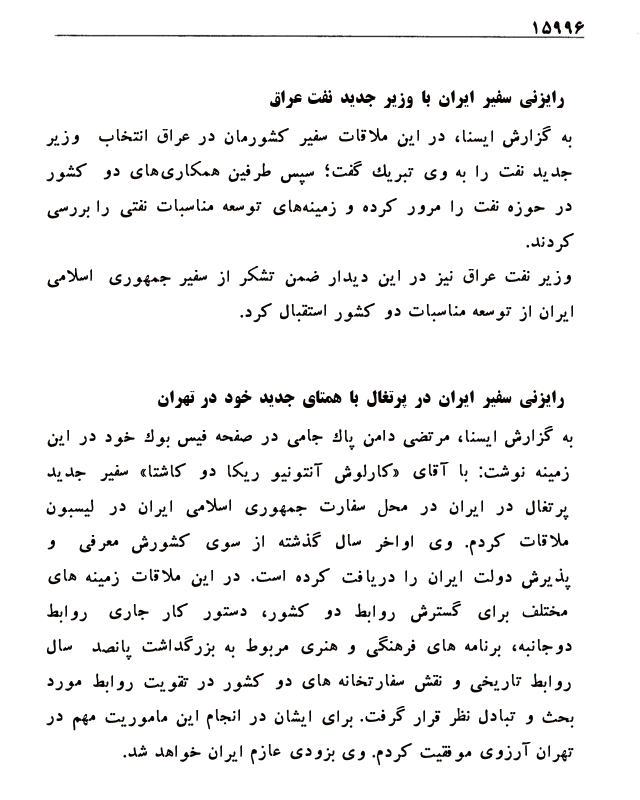 ۱۵۹۹۶
رایزنی سفیر ایران با وزیر جدید نفت عراق
به گزارش ایسنا، در این ملاقات سفیر کشورمان در عراق انتخاب وزیر
جدید نفت را به وی تبریك گفت؛ سپس طرفین همکاری‌های دو کشور
در حوزه نفت را مرور کرده و زمینه‌های توسعه مناسبات نفتی را بررسی
کردند.
وزیر نفت عراق نیز در این دیدار ضمن تشکر از سفیر جمهوری اسلامی
ایران از توسعه مناسبات دو کشور استقبال کرد.
رایزنی سفیر ایران در پرتغال با همتای جدید خود در تهران
به گزارش ایسنا، مرتضی دامن پاك جامی در صفحه فیس بوك خود در این
زمینه نوشت: با آقای «کارلوش آنتونیو ریکا دو کاشتا» سفیر جدید
پرتغال در ایران در محل سفارت جمهوری اسلامی ایران در لیسبون
ملاقات کردم. وی اواخر سال گذشته از سوی کشورش معرفی و
پذیرش دولت ایران را دریافت کرده است. در این ملاقات زمینه های
مختلف برای گسترش روابط دو کشور، دستور کار جاری روابط
دوجانبه، برنامه های فرهنگی و هنری مربوط به بزرگداشت پانصد سال
روابط تاریخی و نقش سفارتخانه های دو کشور در تقویت روابط مورد
بحث و تبادل نظر قرار گرفت. برای ایشان در انجام این ماموریت مهم در
تهران آرزوی موفقیت کردم. وی بزودی عازم ایران خواهد شد.